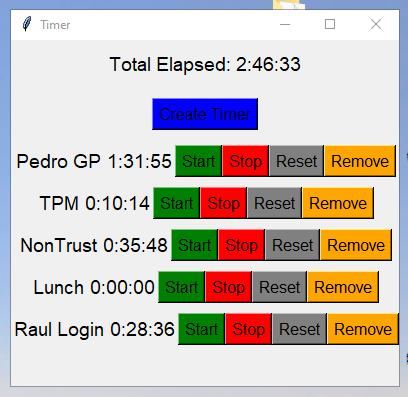 Timer
Total Elapsed: 2:46:33
Create Timer
Pedro GP 1:31:55 Start Stop Reset Remove
TPM 0:10:14 Start Stop Reset Remove
NonTrust 0:35:48 Start Stop Reset Remove
Lunch 0:00:00 Start Stop Reset Remove
Raul Login 0:28:36 Start Stop Reset Remove